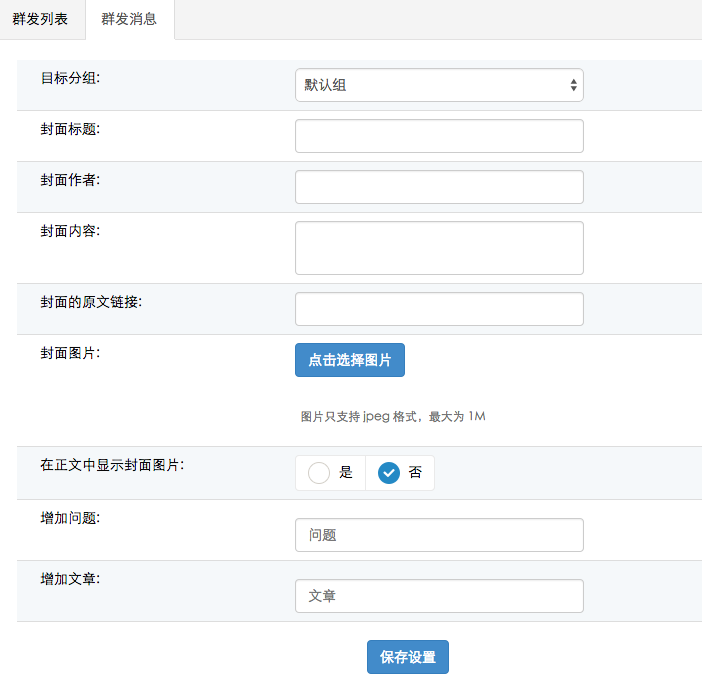 群发列表 群发消息
目标分组: 默认组
封面标题:
封面作者:
封面内容:
封面的原文链接:
封面图片: 点击选择图片
图片只支持 jpeg 格式，最大为 1M
在正文中显示封面图片: 是 否
增加问题: 问题
增加文章: 文章
保存设置